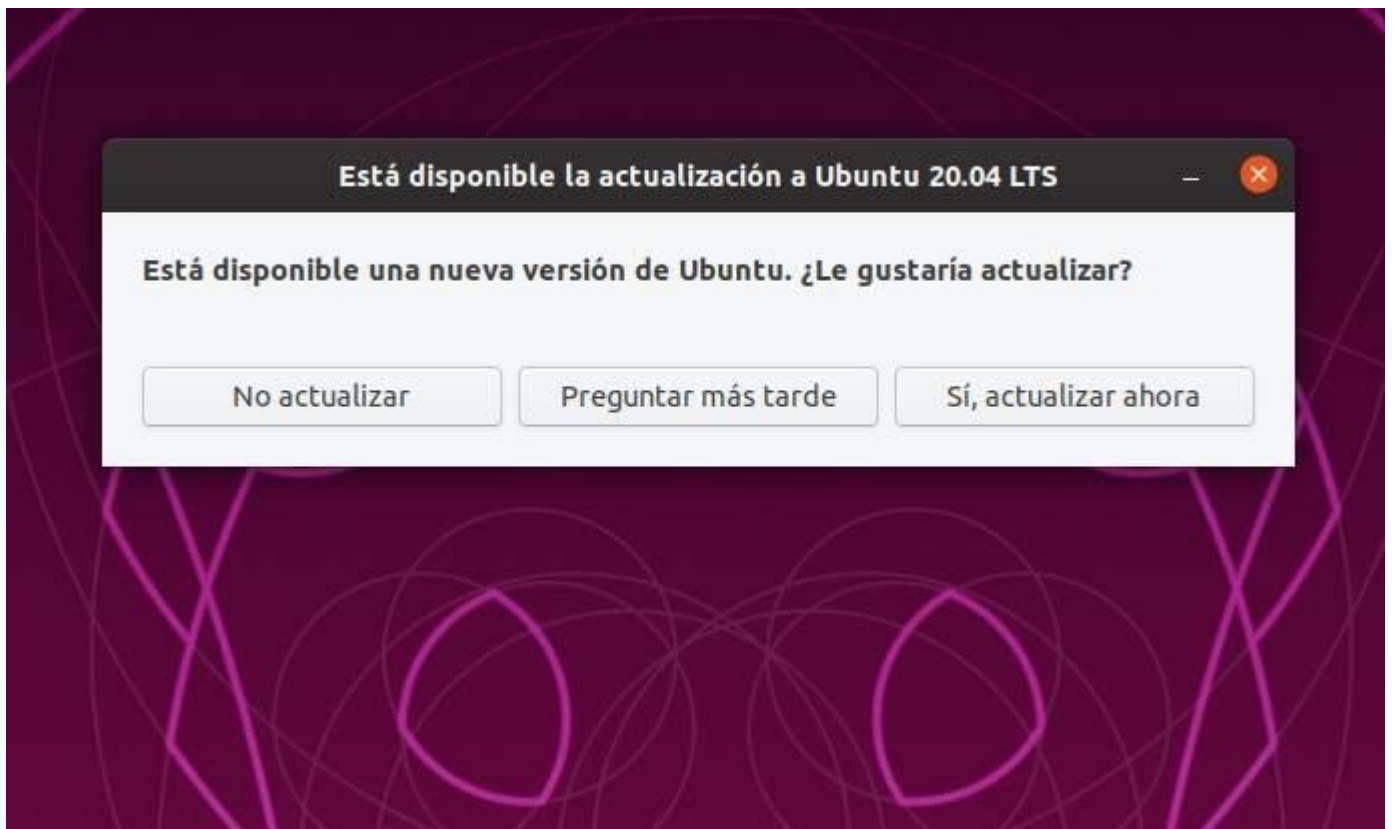 Está disponible la actualización a Ubuntu 20.04 LTS
Está disponible una nueva versión de Ubuntu. ¿Le gustaría actualizar?
No actualizar
Preguntar más tarde
Sí, actualizar ahora